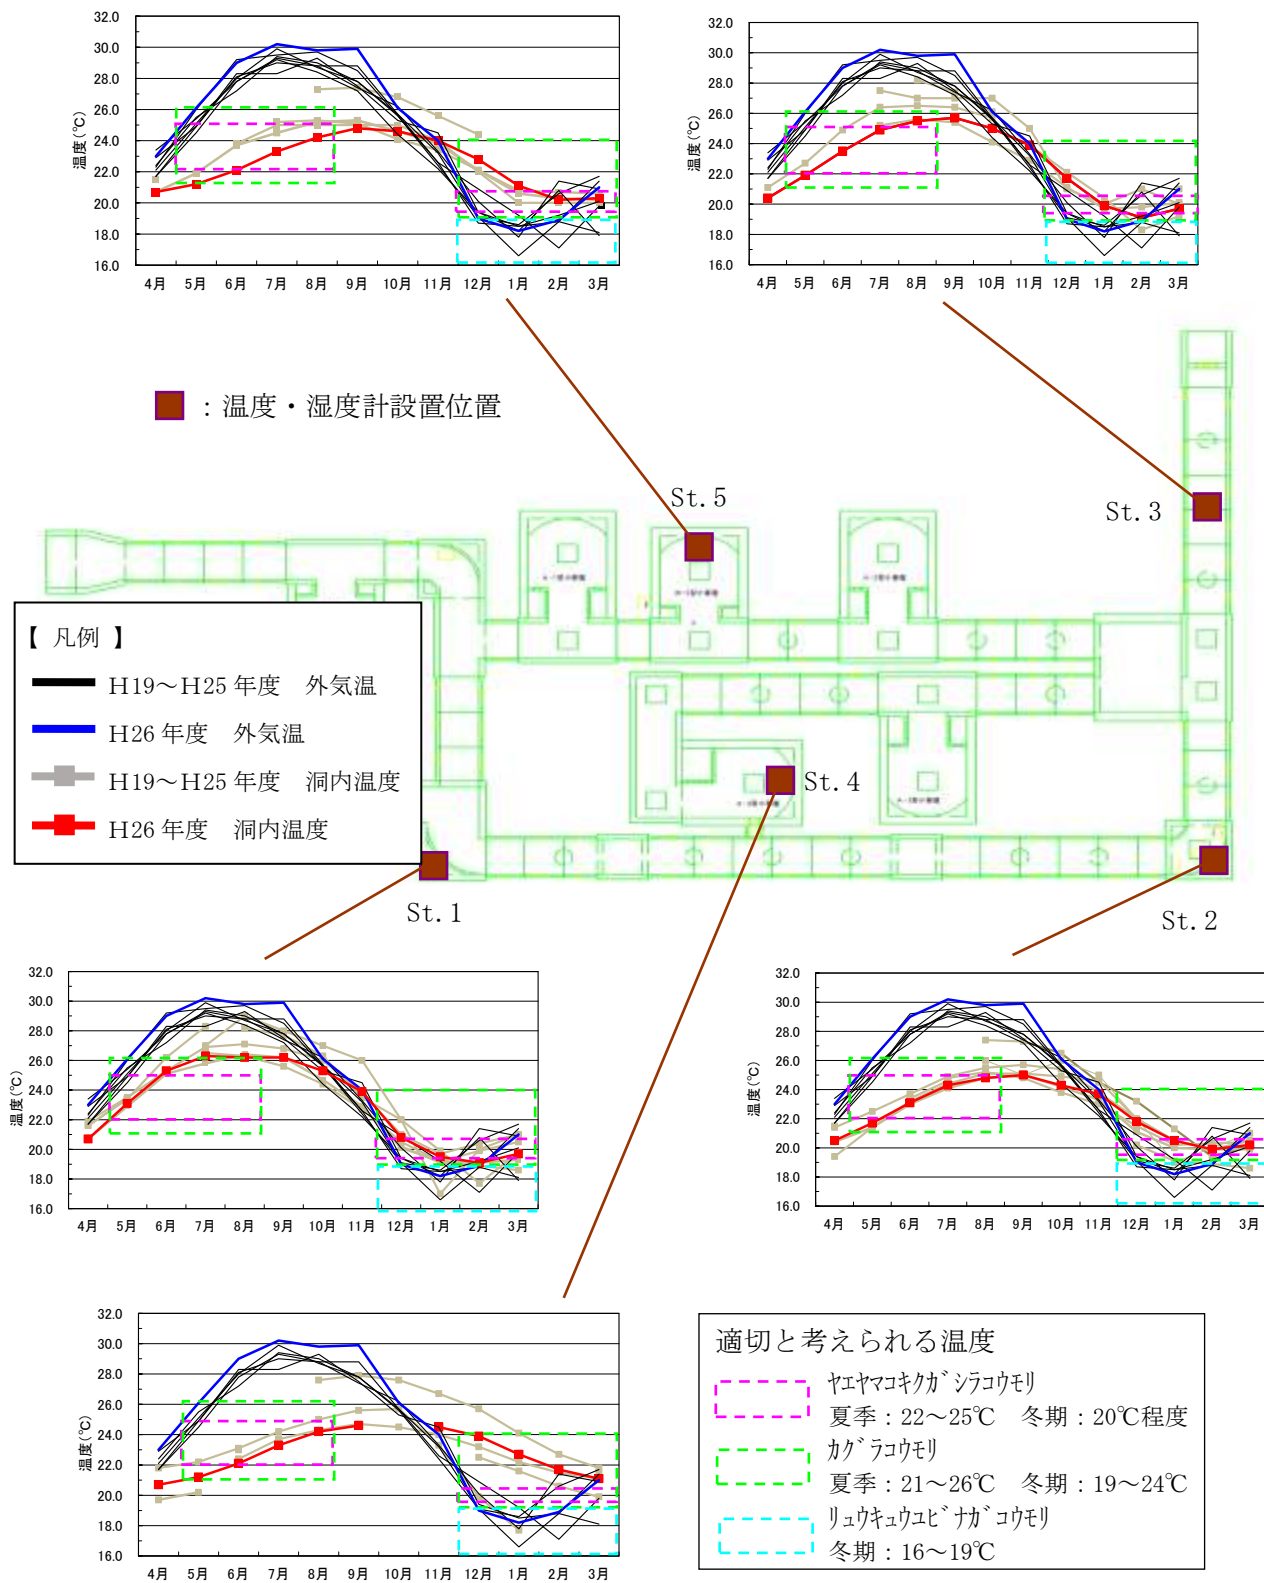 32.0
30.0
28.0
26.0
24.0
22.0
20.0
18.0
16.0
温度(℃)
4月 5月 6月 7月 8月 9月 10月 11月 12月 1月 2月 3月
32.0
30.0
28.0
26.0
24.0
22.0
20.0
18.0
16.0
温度(℃)
4月 5月 6月 7月 8月 9月 10月 11月 12月 1月 2月 3月
：温度・湿度計設置位置
St.5
St.3
【 凡例 】
H19～H25年度 外気温
H26年度 外気温
H19～H25年度 洞内温度
H26年度 洞内温度
St.4
St.1
St.2
32.0
30.0
28.0
26.0
24.0
22.0
20.0
18.0
16.0
温度(℃)
4月 5月 6月 7月 8月 9月 10月 11月 12月 1月 2月 3月
32.0
30.0
28.0
26.0
24.0
22.0
20.0
18.0
16.0
温度(℃)
4月 5月 6月 7月 8月 9月 10月 11月 12月 1月 2月 3月
32.0
30.0
28.0
26.0
24.0
22.0
20.0
18.0
16.0
温度(℃)
4月 5月 6月 7月 8月 9月 10月 11月 12月 1月 2月 3月
適切と考えられる温度
ﾔｴﾔﾏｺｷｸｶﾞｼﾗｺｳﾓﾘ
夏季：22～25℃ 冬期：20℃程度
ｶｸﾞﾗｺｳﾓﾘ
夏季：21～26℃ 冬期：19～24℃
ﾘｭｳｷｭｳﾕﾋﾞﾅｶﾞｺｳﾓﾘ
冬期：16～19℃